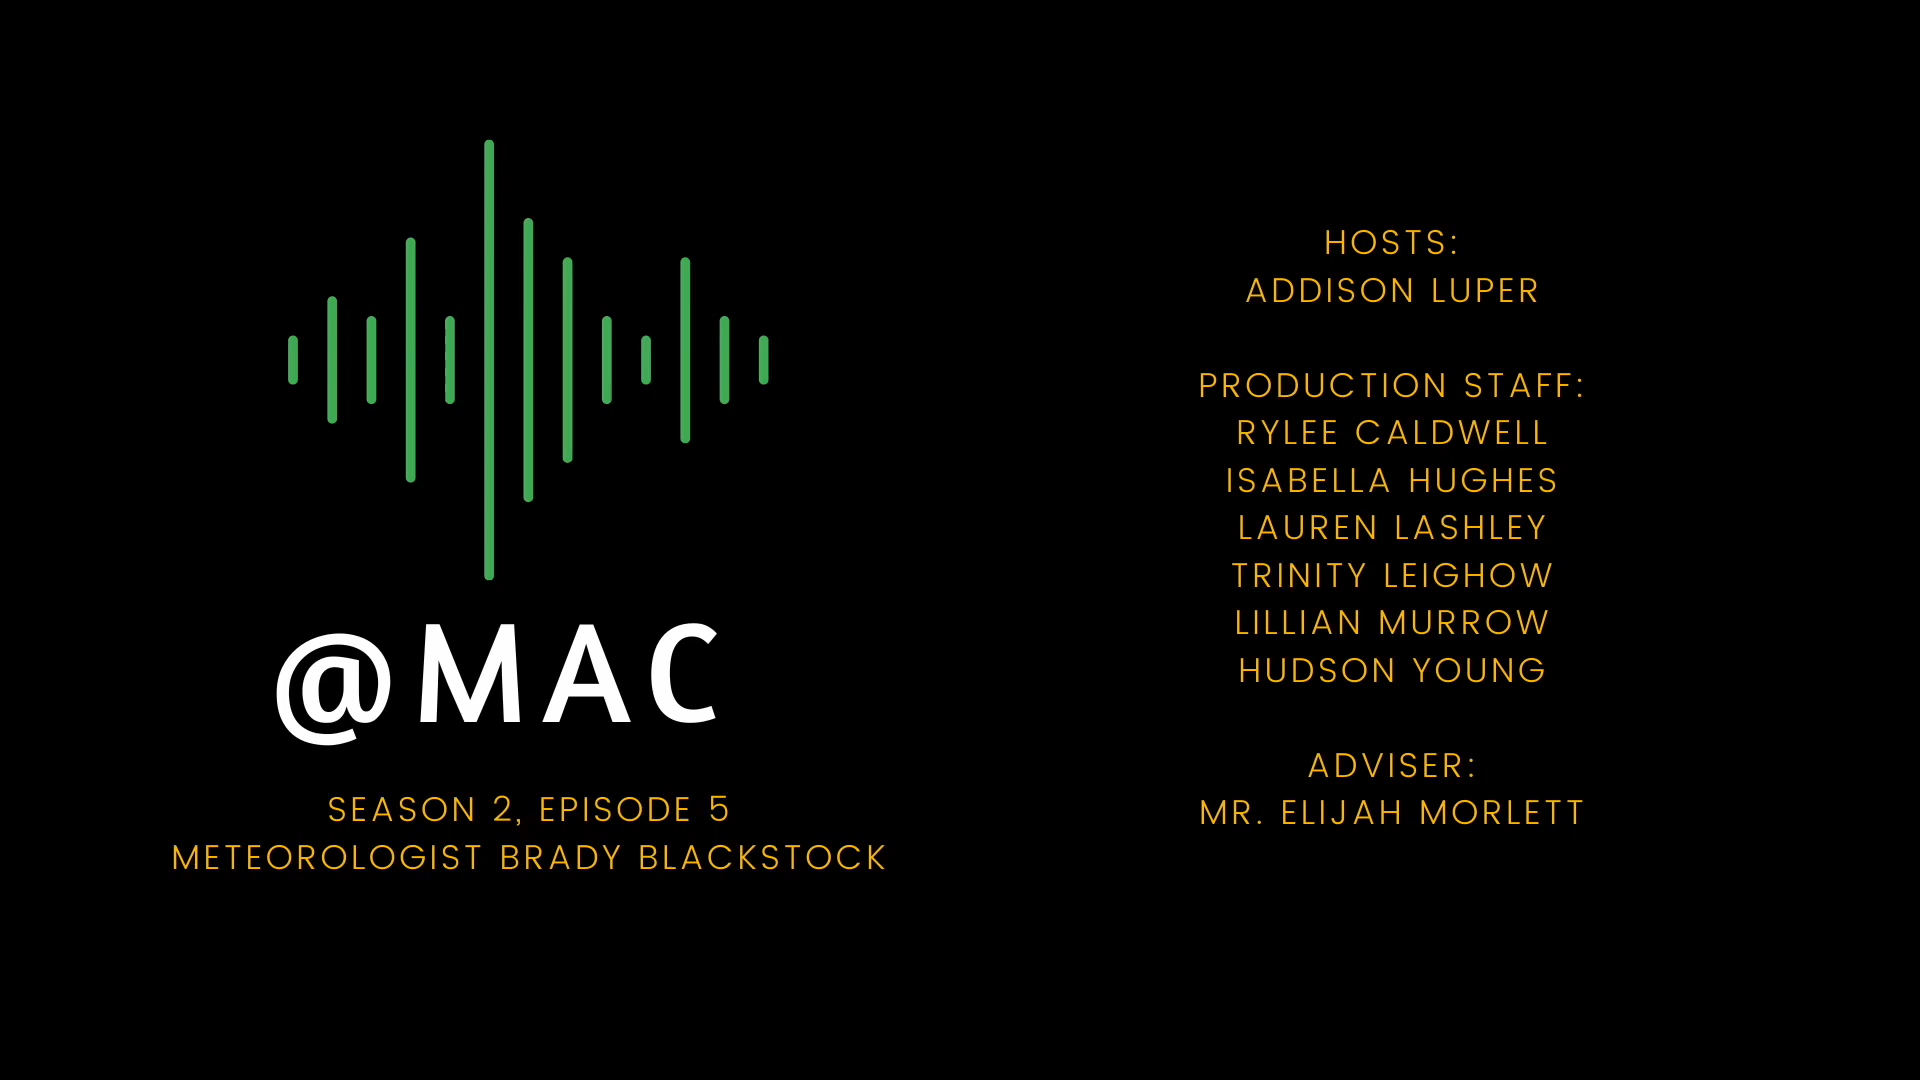 @MAC
SEASON 2, EPISODE 5
METEOROLOGIST BRADY BLACKSTOCK
HOSTS:
ADDISON LUPER
PRODUCTION STAFF:
RYLEE CALDWELL
ISABELLA HUGHES
LAUREN LASHLEY
TRINITY LEIGHOW
LILLIAN MURROW
HUDSON YOUNG
ADVISER:
MR. ELIJAH MORLETT